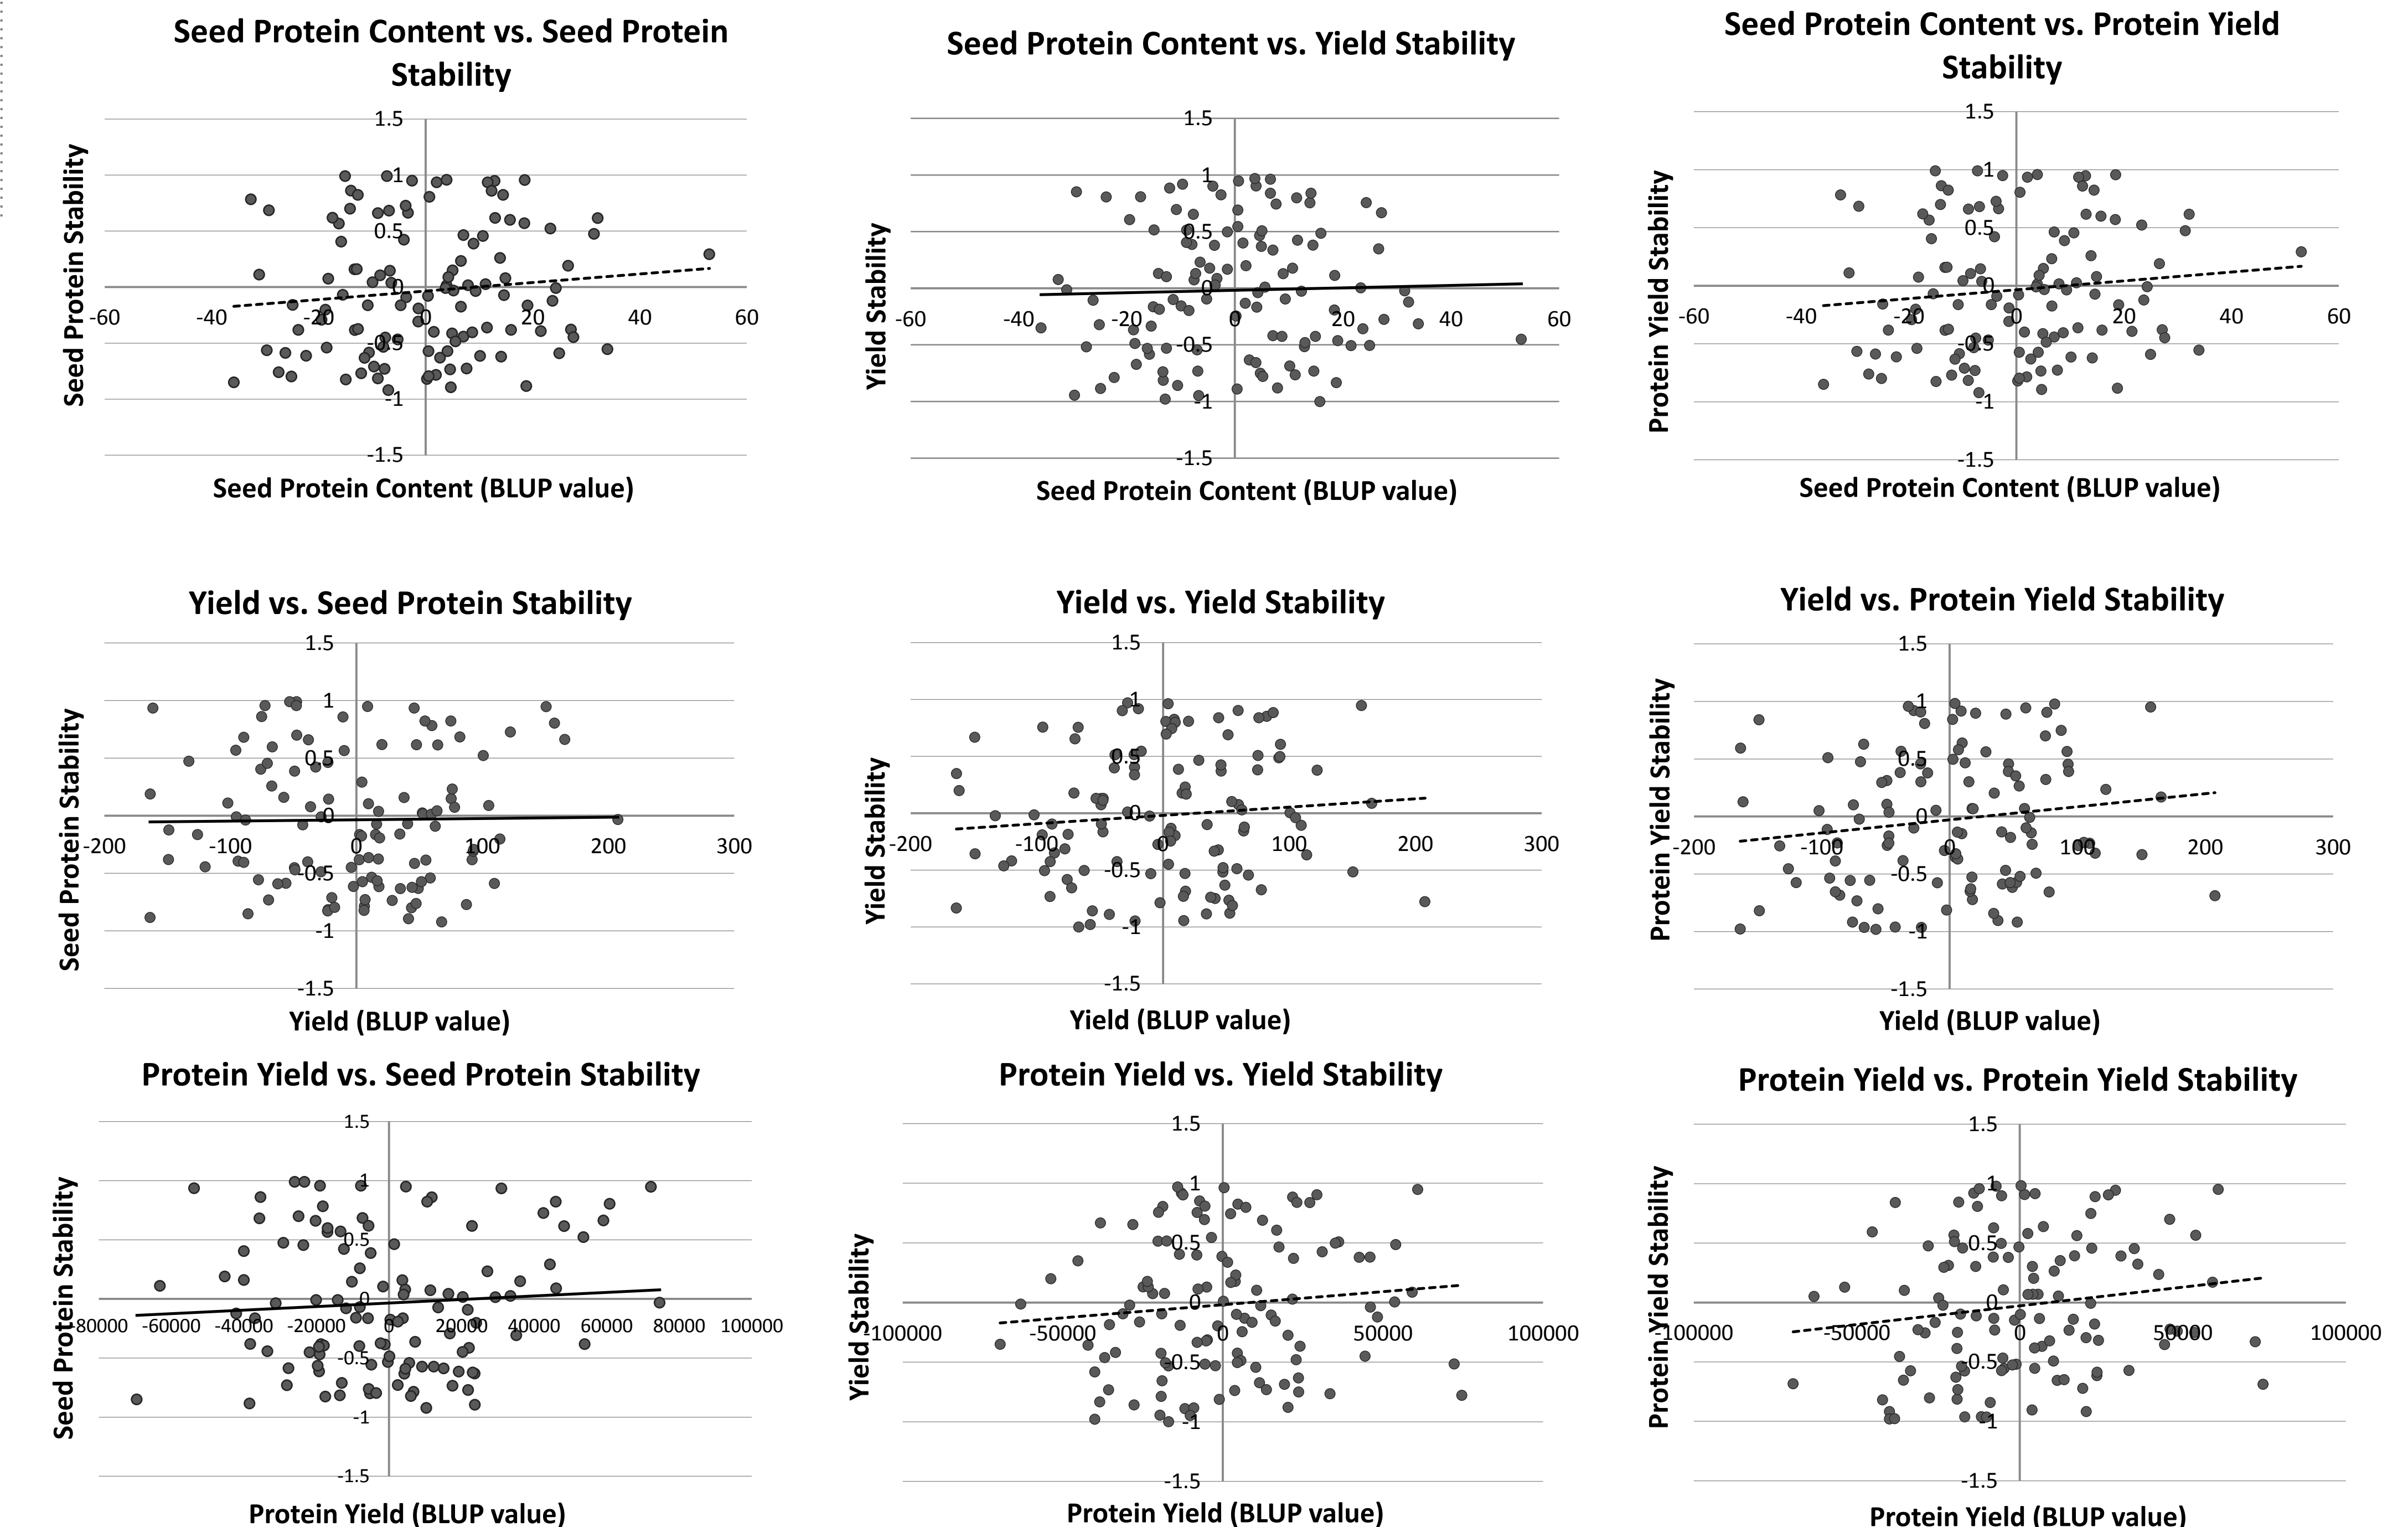 Seed Protein Content vs. Seed Protein
Stability
1.5
1
0.5
0
-60 -40 -20 0 20 40 60
-0.5
-1
-1.5
Seed Protein Stability
Seed Protein Content (BLUP value)
Seed Protein Content vs. Yield Stability
1.5
1
0.5
0
-60 -40 -20 0 20 40 60
-0.5
-1
-1.5
Yield Stability
Seed Protein Content (BLUP value)
Seed Protein Content vs. Protein Yield
Stability
1.5
1
0.5
0
-60 -40 -20 0 20 40 60
-0.5
-1
-1.5
Protein Yield Stability
Seed Protein Content (BLUP value)
Yield vs. Seed Protein Stability
1.5
1
0.5
0
-200 -100 0 100 200 300
-0.5
-1
-1.5
Seed Protein Stability
Yield (BLUP value)
Yield vs. Yield Stability
1.5
1
0.5
0
-200 -100 0 100 200 300
-0.5
-1
-1.5
Yield Stability
Yield (BLUP value)
Yield vs. Protein Yield Stability
1.5
1
0.5
0
-200 -100 0 100 200 300
-0.5
-1
-1.5
Protein Yield Stability
Yield (BLUP value)
Protein Yield vs. Seed Protein Stability
1.5
1
0.5
0
-80000 -60000 -40000 -20000 0 20000 40000 60000 80000 100000
-0.5
-1
-1.5
Seed Protein Stability
Protein Yield (BLUP value)
Protein Yield vs. Yield Stability
1.5
1
0.5
0
-100000 -50000 0 50000 100000
-0.5
-1
-1.5
Yield Stability
Protein Yield (BLUP value)
Protein Yield vs. Protein Yield Stability
1.5
1
0.5
0
-100000 -50000 0 50000 100000
-0.5
-1
-1.5
Protein Yield Stability
Protein Yield (BLUP value)